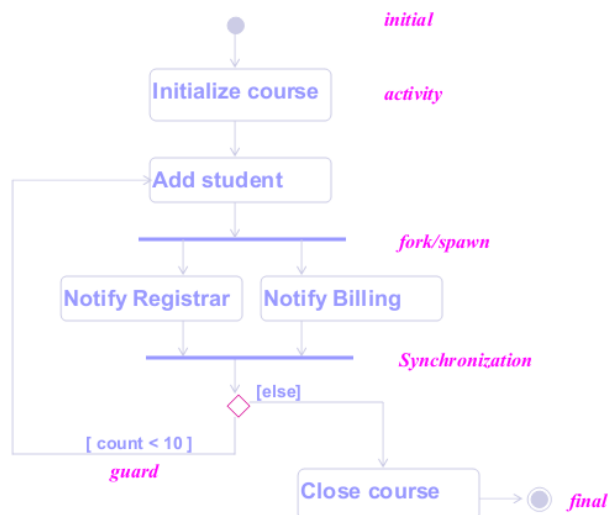 initial
Initialize course
activity
Add student
fork/spawn
Notify Registrar
Notify Billing
Synchronization
[else]
[ count < 10 ]
guard
Close course
final